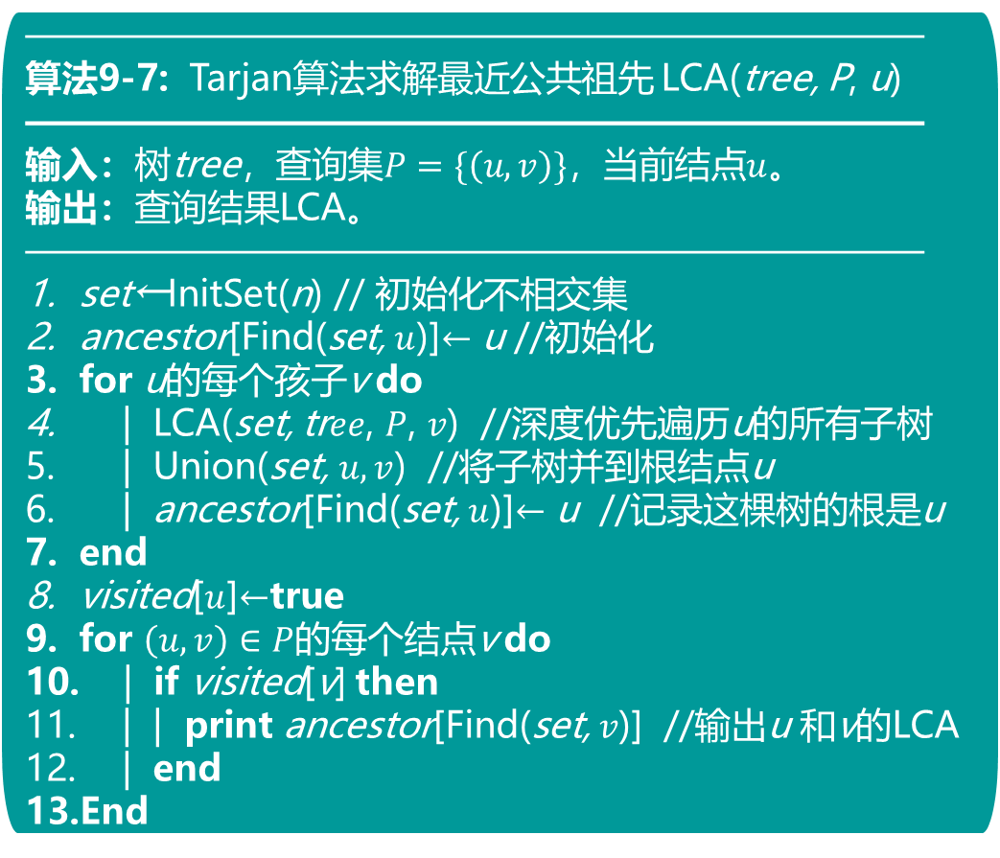 算法9-7: Tarjan算法求解最近公共祖先 LCA(tree, P, u)
输入：树tree，查询集P = {(u, v)}，当前结点u。
输出：查询结果LCA。
1. set←InitSet(n) // 初始化不相交集
2. ancestor[Find(set, u)]← u //初始化
3. for u的每个孩子v do
4. | LCA(set, tree, P, v) //深度优先遍历u的所有子树
5. | Union(set, u, v) //将子树并到根结点u
6. | ancestor[Find(set, u)]← u //记录这棵树的根是u
7. end
8. visited[u]←true
9. for (u, v) ∈ P的每个结点v do
10. | if visited[v] then
11. | | print ancestor[Find(set, v)] //输出u 和v的LCA
12. | end
13.End